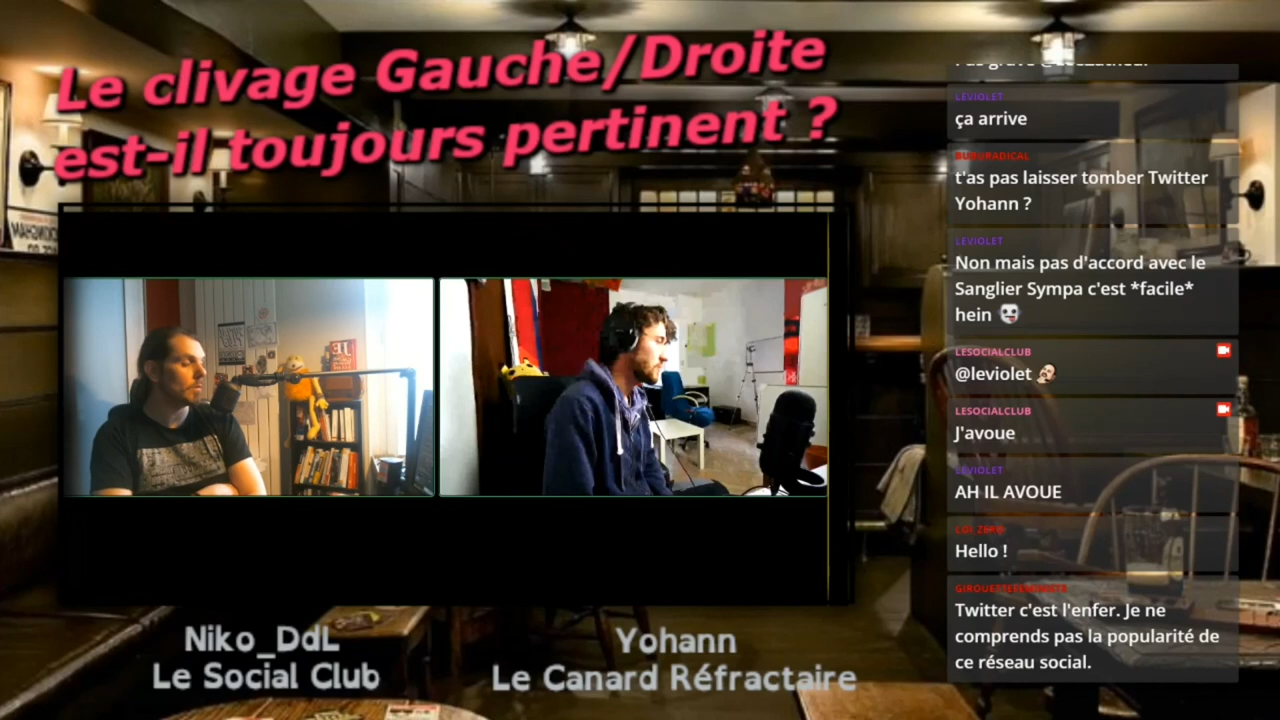 Le clivage Gauche/Droite
est-il toujours pertinent ?
LEVIOLET
ça arrive
t'as pas laisser tomber Twitter
Yohann ?
LEVIOLET
Non mais pas d'accord avec le
Sanglier Sympa c'est *facile*
hein
LESOCIALCLUB
@leviolet
LESOCIALCLUB
J'avoue
LEVIOLET
AH IL AVOUE
LOI ZERO
Hello !
Twitter c'est l'enfer. Je ne
comprends pas la popularité de
ce réseau social.
Niko_DdL
Le Social Club
Yohann
Le Canard Réfractaire